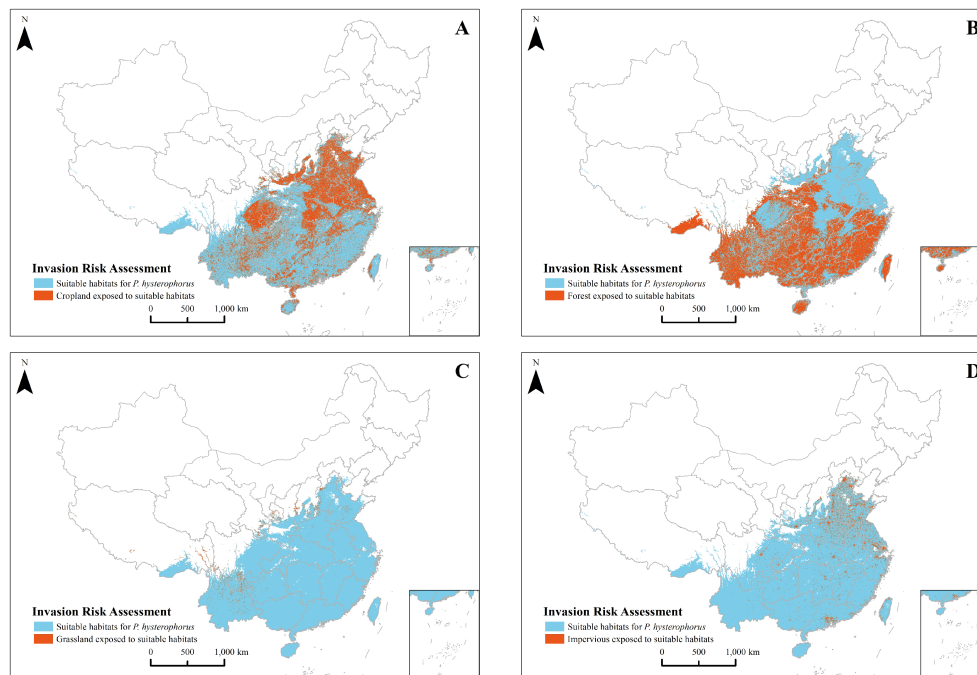 N
A
Invasion Risk Assessment
Suitable habitats for P. hysterophorus
Cropland exposed to suitable habitats
0 500 1,000 km
N
B
Invasion Risk Assessment
Suitable habitats for P. hysterophorus
Forest exposed to suitable habitats
0 500 1,000 km
N
C
Invasion Risk Assessment
Suitable habitats for P. hysterophorus
Grassland exposed to suitable habitats
0 500 1,000 km
N
D
Invasion Risk Assessment
Suitable habitats for P. hysterophorus
Impervious exposed to suitable habitats
0 500 1,000 km